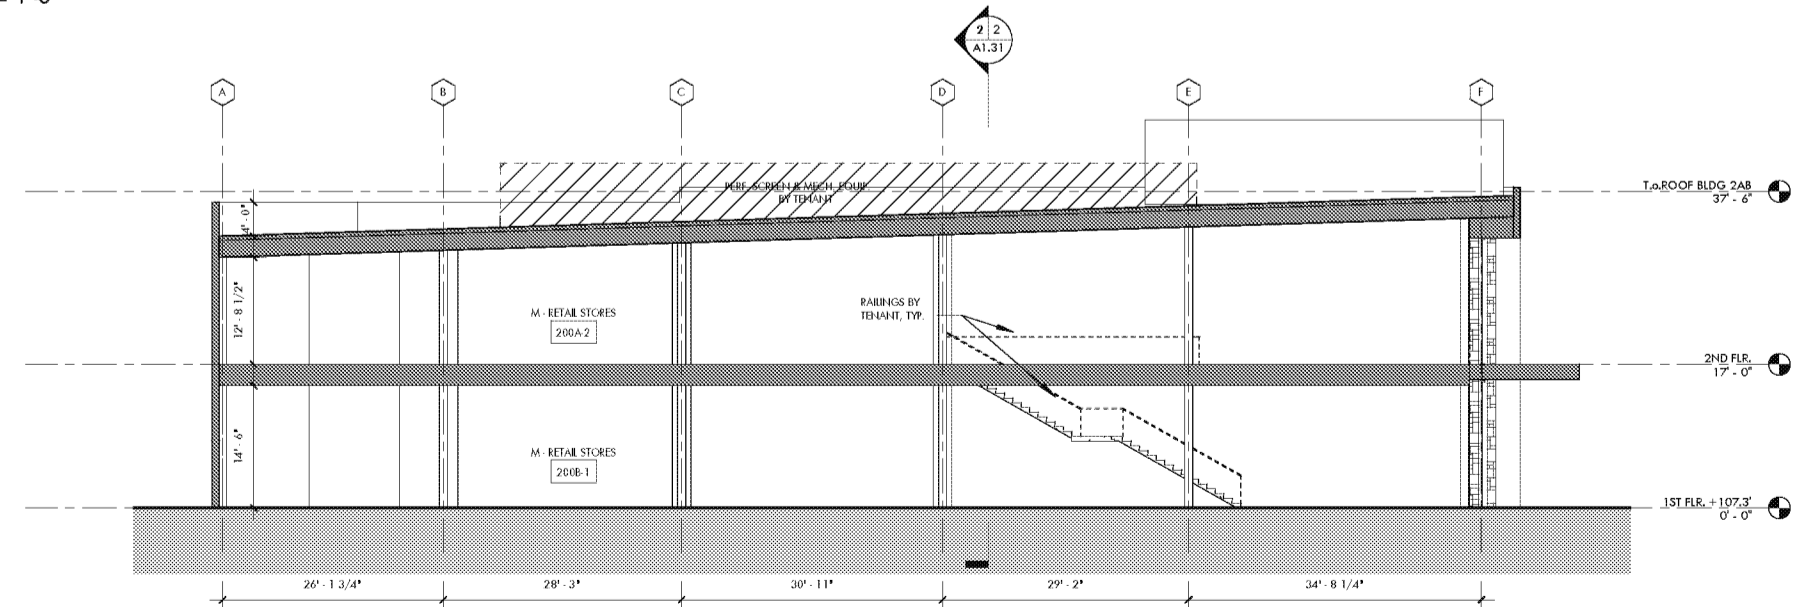 2 2
A1.31
A B C D E F
PERF. SCREEN & MECH. EQUIP.
BY TENANT
T.o.ROOF BLDG 2AB
37' - 6"
4' - 0"
12' - 8 1/2"
M - RETAIL STORES
200A-2
RAILINGS BY
TENANT, TYP.
2ND FLR.
17' - 0"
14' - 6"
M - RETAIL STORES
200B-1
1ST FLR. +107.3'
0' - 0"
26' - 1 3/4" 28' - 3" 30' - 11" 29' - 2" 34' - 8 1/4"